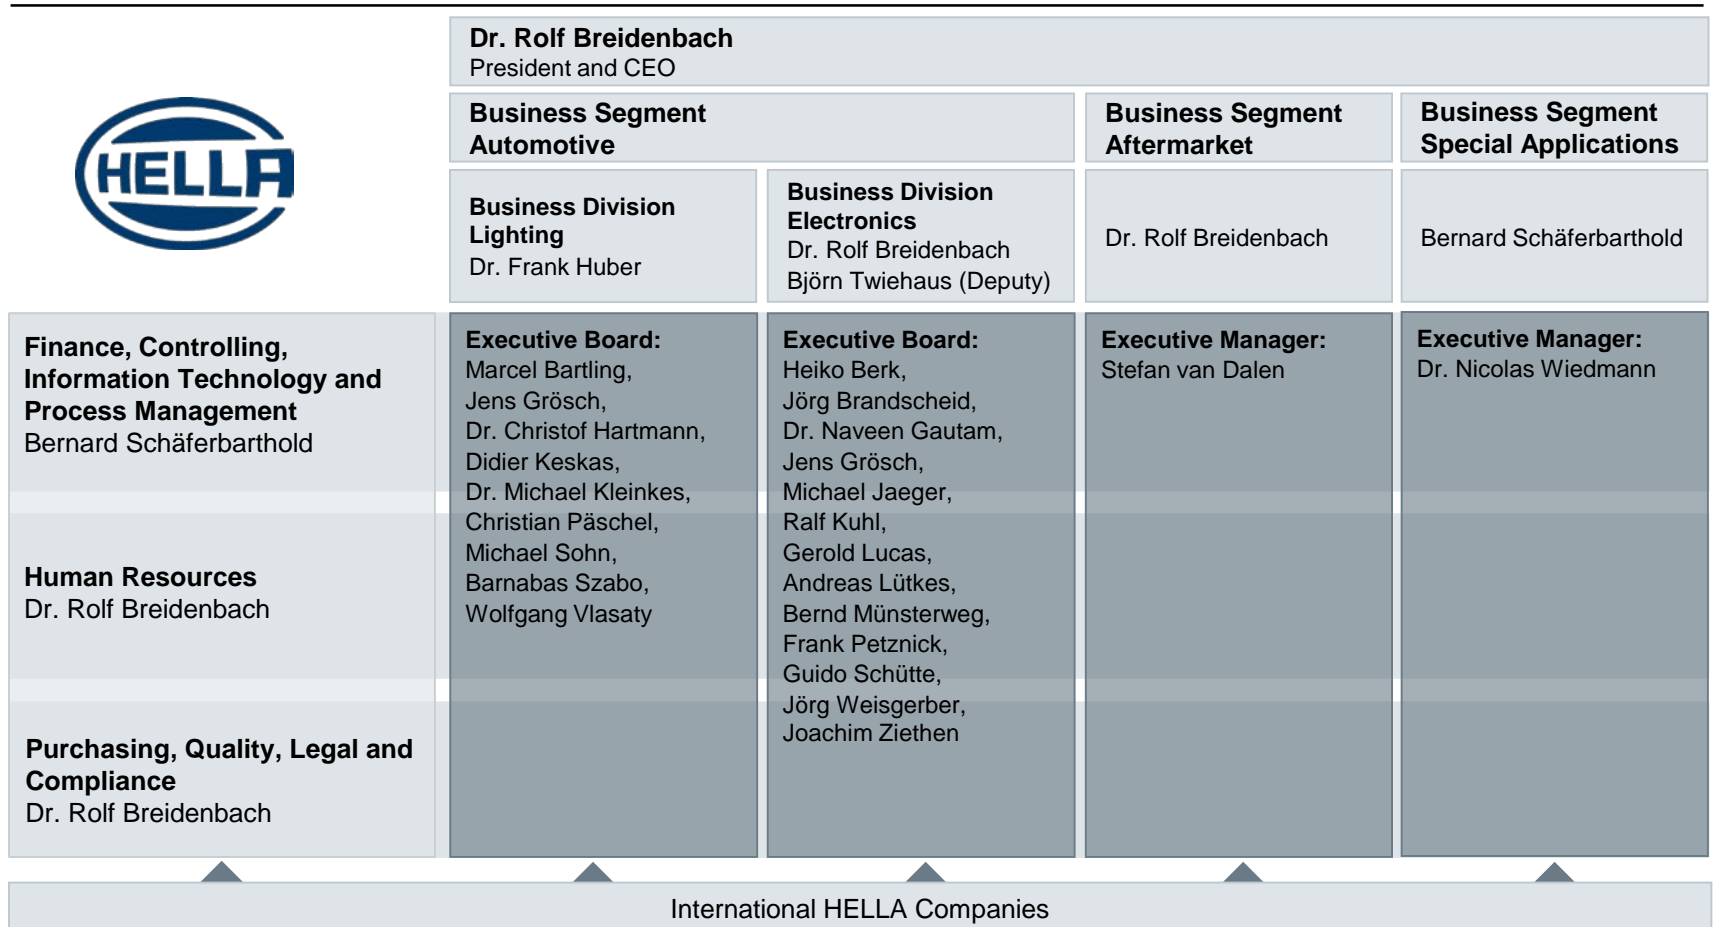 Dr. Rolf Breidenbach
President and CEO
HELLA
Business Segment
Automotive
Business Segment
Aftermarket
Business Segment
Special Applications
Business Division
Lighting
Dr. Frank Huber
Business Division
Electronics
Dr. Rolf Breidenbach
Björn Twiehaus (Deputy)
Dr. Rolf Breidenbach
Bernard Schäferbarthold
Finance, Controlling,
Information Technology and
Process Management
Bernard Schäferbarthold
Human Resources
Dr. Rolf Breidenbach
Purchasing, Quality, Legal and
Compliance
Dr. Rolf Breidenbach
Executive Board:
Marcel Bartling,
Jens Grösch,
Dr. Christof Hartmann,
Didier Keskas,
Dr. Michael Kleinkes,
Christian Päschel,
Michael Sohn,
Barnabas Szabo,
Wolfgang Vlasaty
Executive Board:
Heiko Berk,
Jörg Brandscheid,
Dr. Naveen Gautam,
Jens Grösch,
Michael Jaeger,
Ralf Kuhl,
Gerold Lucas,
Andreas Lütkes,
Bernd Münsterweg,
Frank Petznick,
Guido Schütte,
Jörg Weisgerber,
Joachim Ziethen
Executive Manager:
Stefan van Dalen
Executive Manager:
Dr. Nicolas Wiedmann
International HELLA Companies